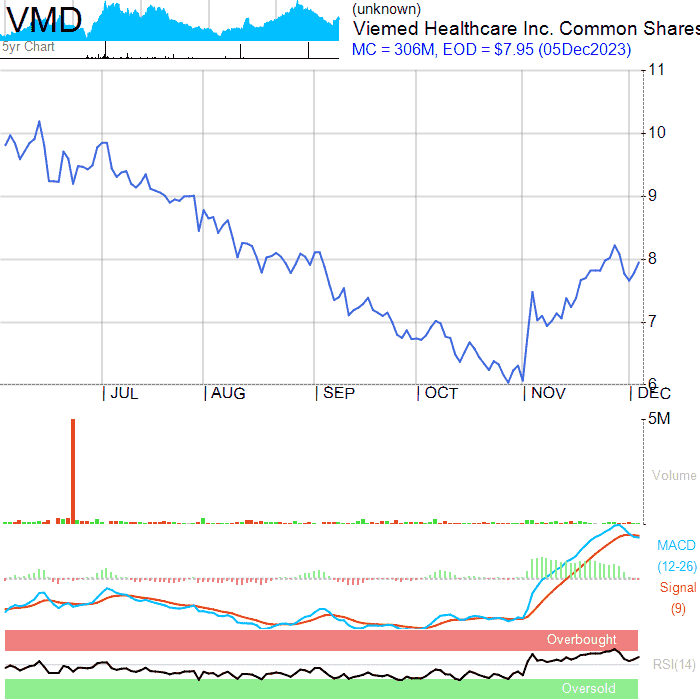 VMD
5yr Chart
(unknown)
Viemed Healthcare Inc. Common Shares
MC = 306M, EOD = $7.95 (05Dec2023)
11
10
9
8
7
6
JUL AUG SEP OCT NOV DEC
5M
Volume
MACD
(12-26)
Signal
(9)
Overbought
RSI(14)
Oversold